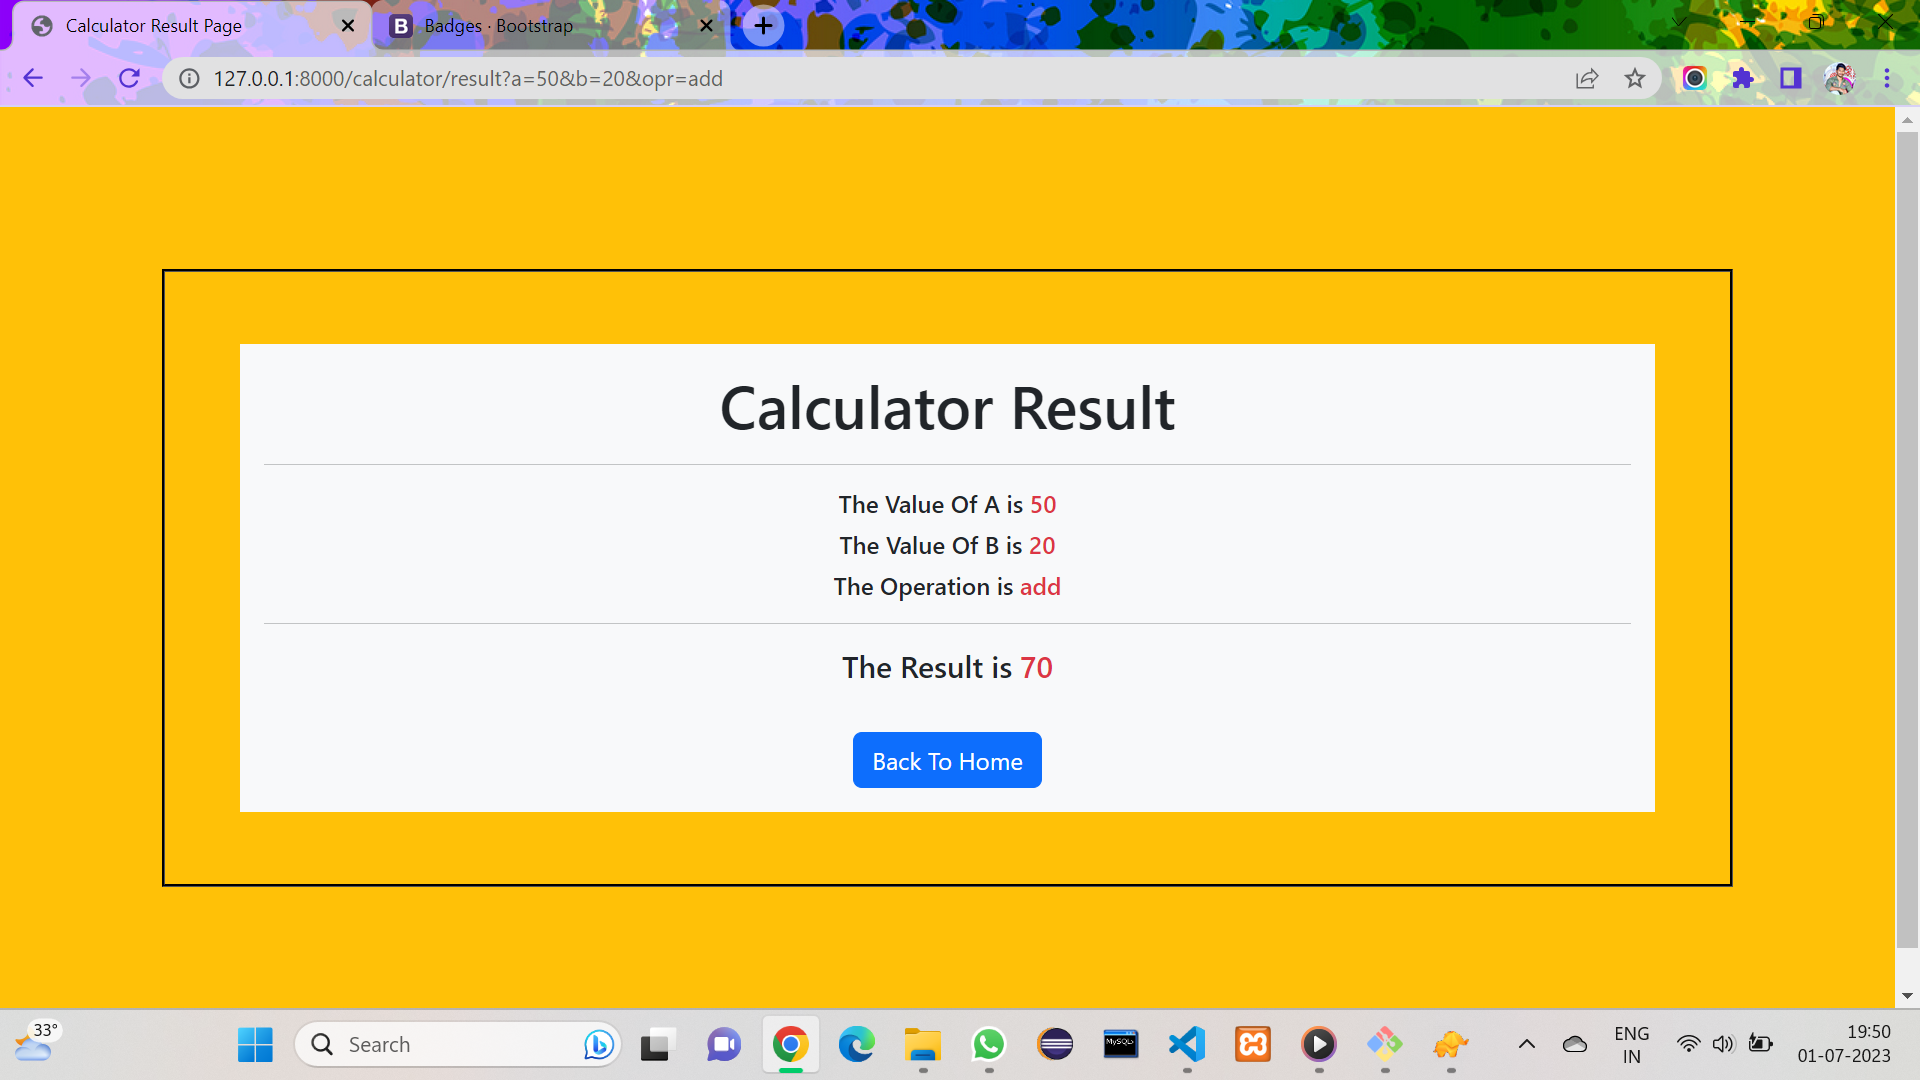 Calculator Result Page
B Badges · Bootstrap
127.0.0.1:8000/calculator/result?a=50&b=20&opr=add
Calculator Result
The Value Of A is 50
The Value Of B is 20
The Operation is add
The Result is 70
Back To Home
33°
Search
MySQL
ENG
IN
19:50
01-07-2023